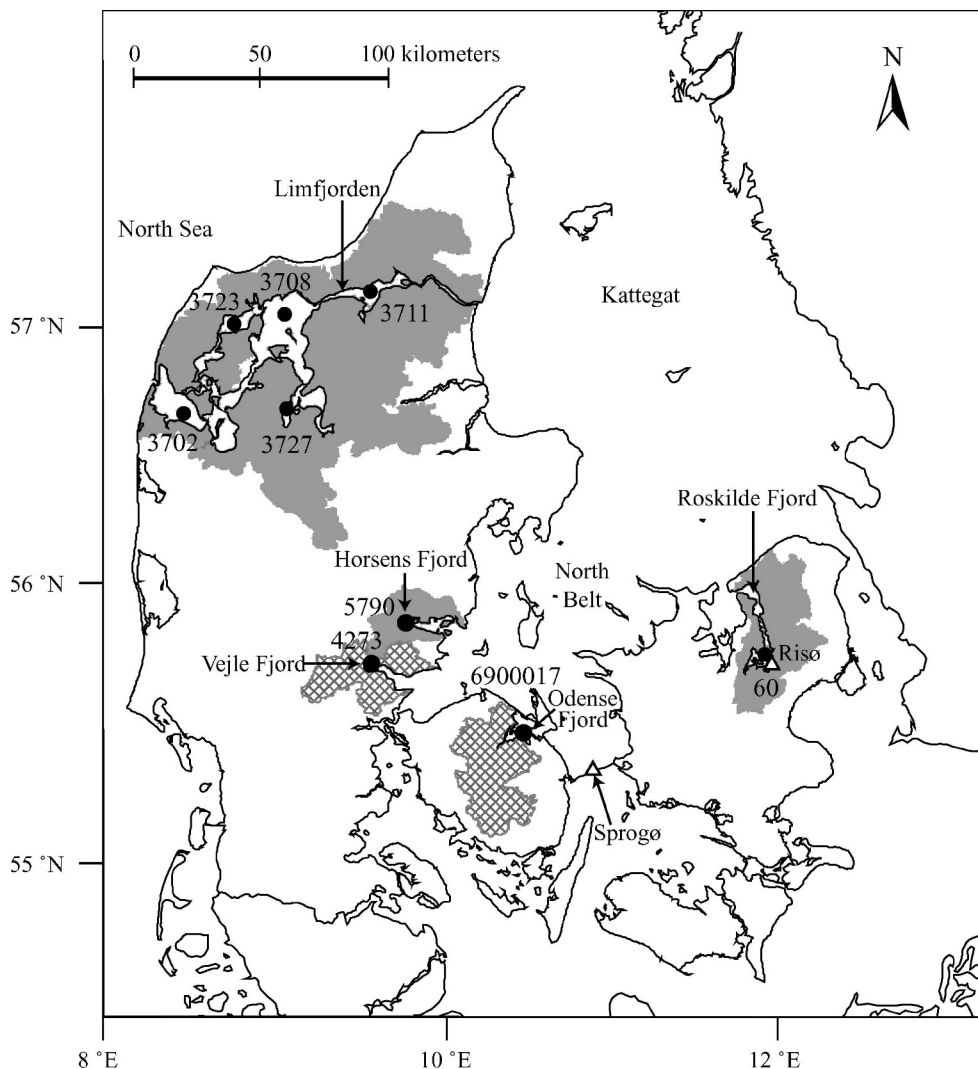 0 50 100 kilometers
N
Limfjorden
North Sea
3708
3723
3711
Kattegat
57 °N
3702
3727
Roskilde Fjord
Horsens Fjord
North
Belt
56 °N
5790
4273
Vejle Fjord
Risø
60
6900017
Odense
Fjord
Sprogø
55 °N
8 °E
10 °E
12 °E